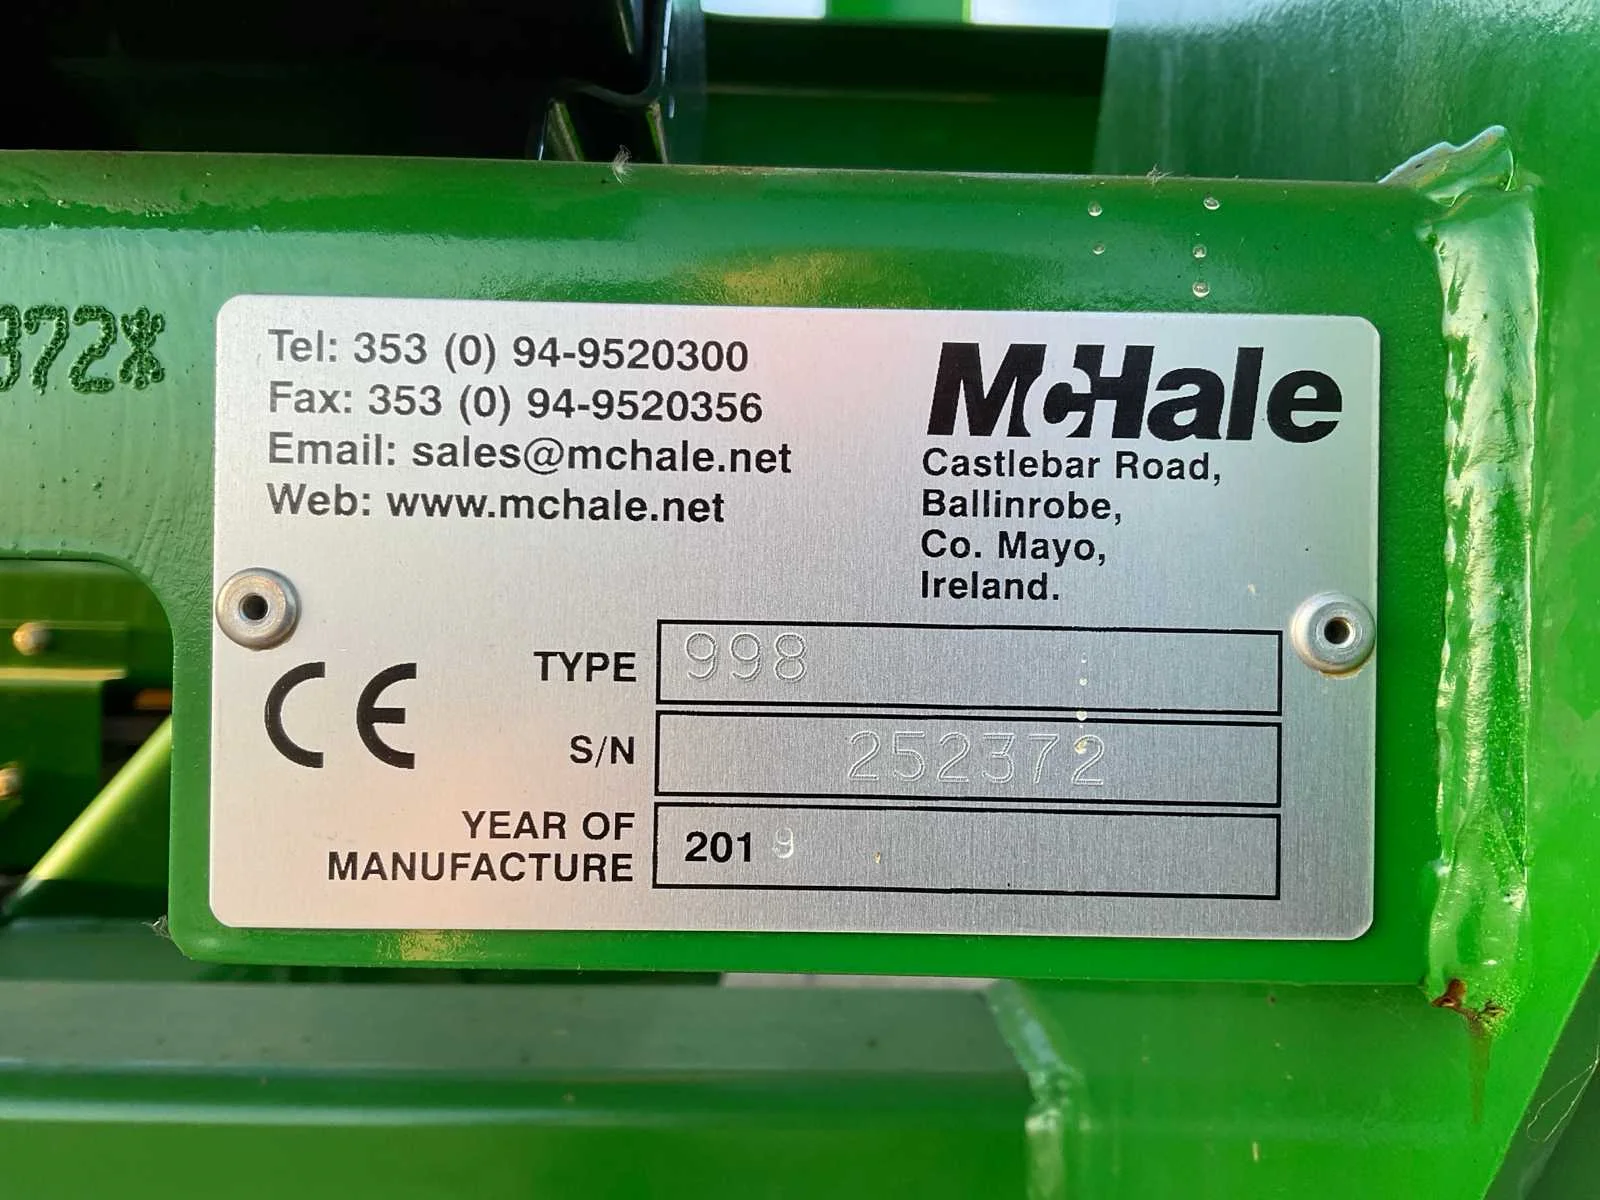 372*
Tel: 353 (0) 94-9520300
Fax: 353 (0) 94-9520356
Email: sales@mchale.net
Web: www.mchale.net
McHale
Castlebar Road,
Ballinrobe,
Co. Mayo,
Ireland.
CE
TYPE 998
S/N 252372
YEAR OF
MANUFACTURE 2019